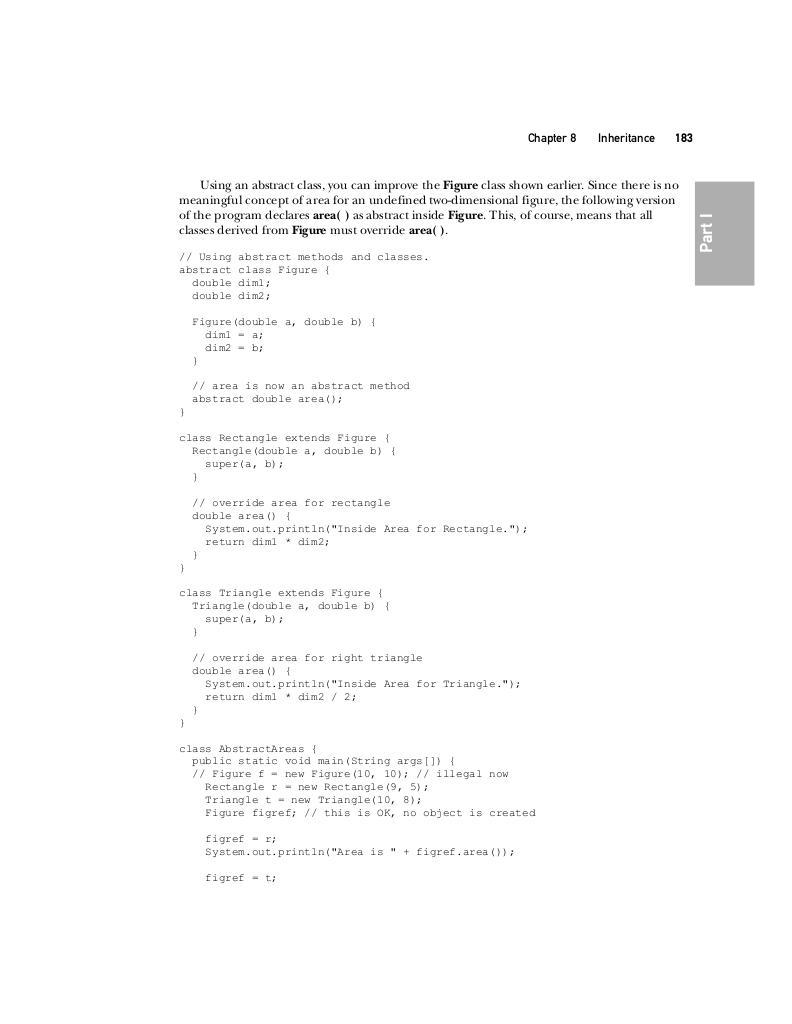 Chapter 8 Inheritance 183
Using an abstract class, you can improve the Figure class shown earlier. Since there is no
meaningful concept of area for an undefined two-dimensional figure, the following version
of the program declares area( ) as abstract inside Figure. This, of course, means that all
classes derived from Figure must override area( ).
Part I
// Using abstract methods and classes.
abstract class Figure {
  double dim1;
  double dim2;

  Figure(double a, double b) {
    dim1 = a;
    dim2 = b;
  }

  // area is now an abstract method
  abstract double area();
}

class Rectangle extends Figure {
  Rectangle(double a, double b) {
    super(a, b);
  }

  // override area for rectangle
  double area() {
    System.out.println("Inside Area for Rectangle.");
    return dim1 * dim2;
  }
}

class Triangle extends Figure {
  Triangle(double a, double b) {
    super(a, b);
  }

  // override area for right triangle
  double area() {
    System.out.println("Inside Area for Triangle.");
    return dim1 * dim2 / 2;
  }
}

class AbstractAreas {
  public static void main(String args[]) {
  // Figure f = new Figure(10, 10); // illegal now
    Rectangle r = new Rectangle(9, 5);
    Triangle t = new Triangle(10, 8);
    Figure figref; // this is OK, no object is created

    figref = r;
    System.out.println("Area is " + figref.area());

    figref = t;